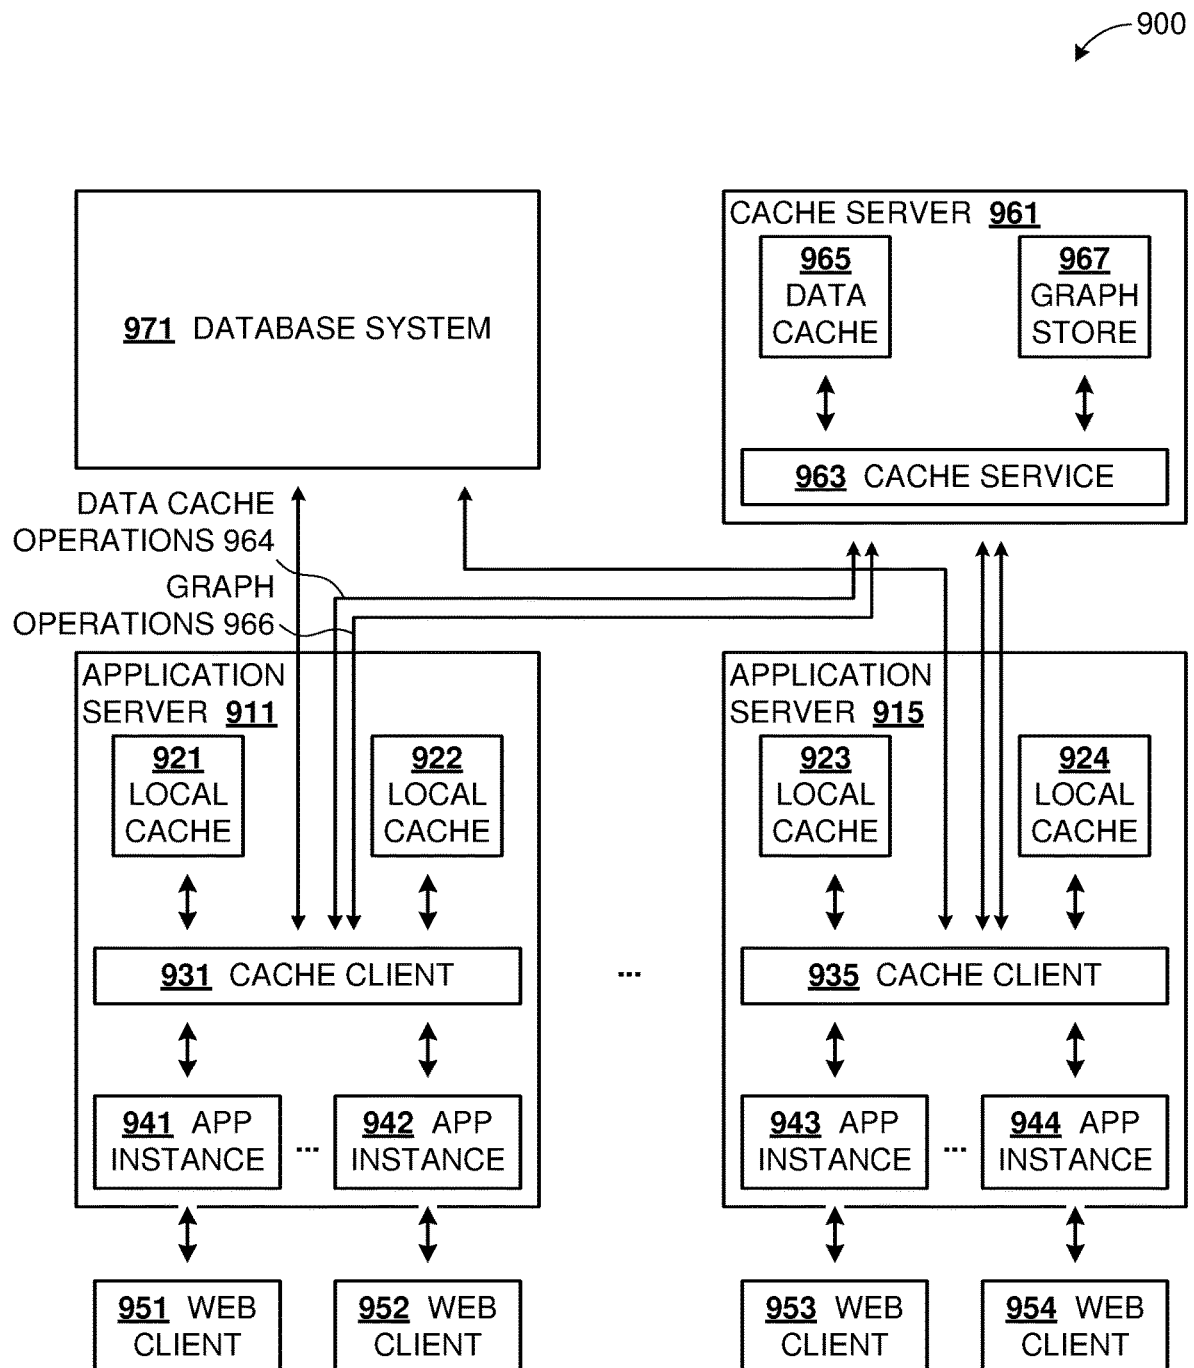 900
971 DATABASE SYSTEM
CACHE SERVER 961
965
DATA
CACHE
967
GRAPH
STORE
963 CACHE SERVICE
DATA CACHE
OPERATIONS 964
GRAPH
OPERATIONS 966
APPLICATION
SERVER 911
921
LOCAL
CACHE
922
LOCAL
CACHE
931 CACHE CLIENT
941 APP
INSTANCE
...
942 APP
INSTANCE
951 WEB
CLIENT
952 WEB
CLIENT
...
APPLICATION
SERVER 915
923
LOCAL
CACHE
924
LOCAL
CACHE
935 CACHE CLIENT
943 APP
INSTANCE
...
944 APP
INSTANCE
953 WEB
CLIENT
954 WEB
CLIENT